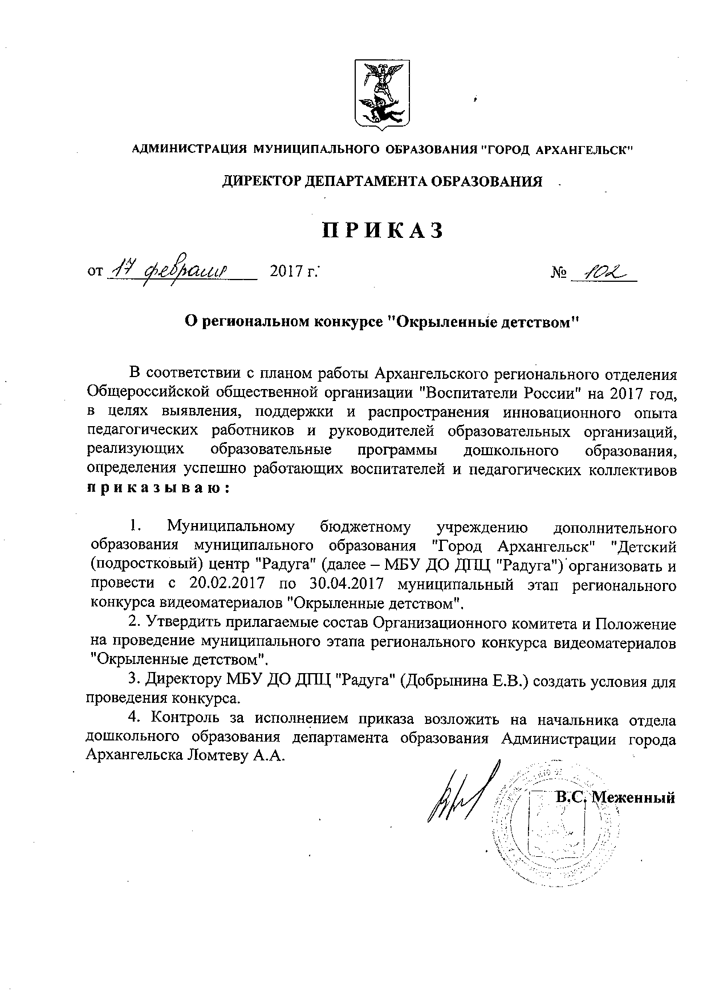 АДМИНИСТРАЦИЯ МУНИЦИПАЛЬНОГО ОБРАЗОВАНИЯ "ГОРОД АРХАНГЕЛЬСК"
ДИРЕКТОР ДЕПАРТАМЕНТА ОБРАЗОВАНИЯ
П Р И К А З
от 17 февраля 2017 г. № 102
О региональном конкурсе "Окрыленные детством"
В соответствии с планом работы Архангельского регионального отделения
Общероссийской общественной организации "Воспитатели России" на 2017 год,
в целях выявления, поддержки и распространения инновационного опыта
педагогических работников и руководителей образовательных организаций,
реализующих образовательные программы дошкольного образования,
определения успешно работающих воспитателей и педагогических коллективов
п р и к а з ы в а ю :
1. Муниципальному бюджетному учреждению дополнительного
образования муниципального образования "Город Архангельск" "Детский
(подростковый) центр "Радуга" (далее – МБУ ДО ДПЦ "Радуга") организовать и
провести с 20.02.2017 по 30.04.2017 муниципальный этап регионального
конкурса видеоматериалов "Окрыленные детством".
2. Утвердить прилагаемые состав Организационного комитета и Положение
на проведение муниципального этапа регионального конкурса видеоматериалов
"Окрыленные детством".
3. Директору МБУ ДО ДПЦ "Радуга" (Добрынина Е.В.) создать условия для
проведения конкурса.
4. Контроль за исполнением приказа возложить на начальника отдела
дошкольного образования департамента образования Администрации города
Архангельска Ломтеву А.А.
В.С. Меженный